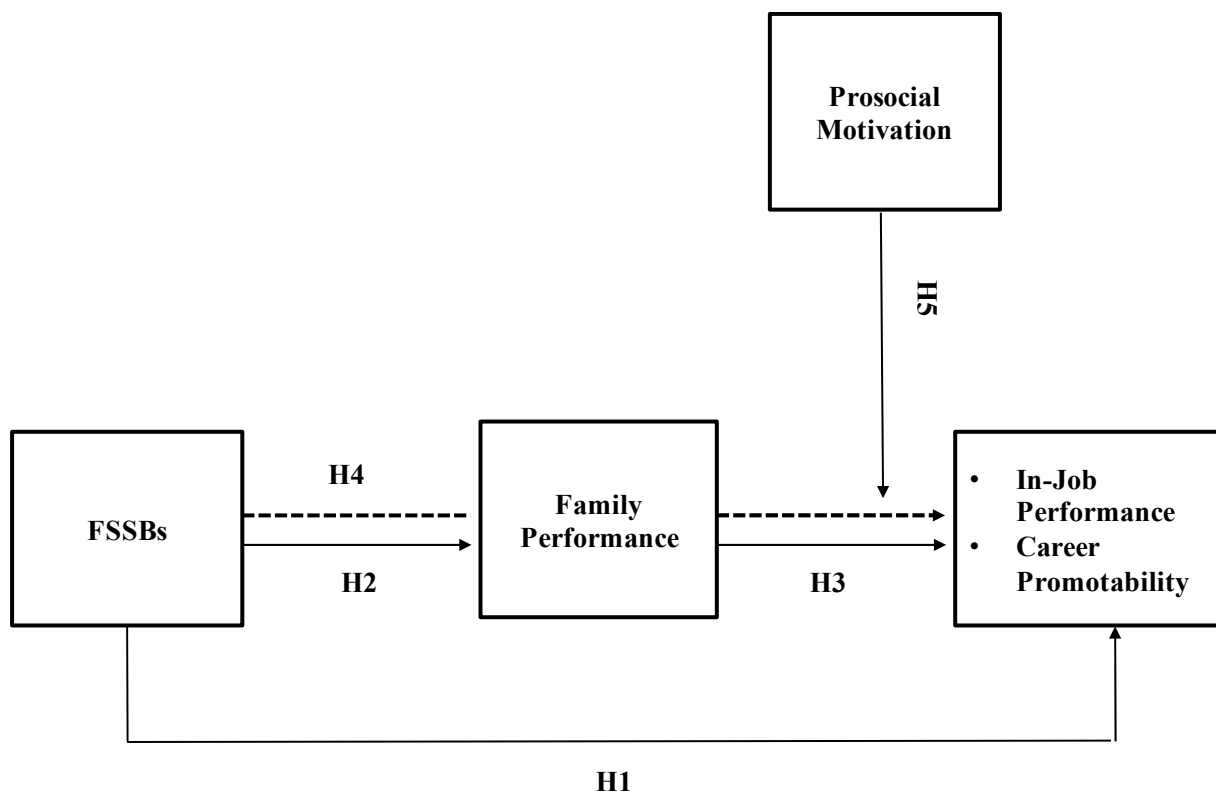 Prosocial
Motivation
H5
FSSBs
H4
H2
Family
Performance
H3
• In-Job
Performance
• Career
Promotability
H1